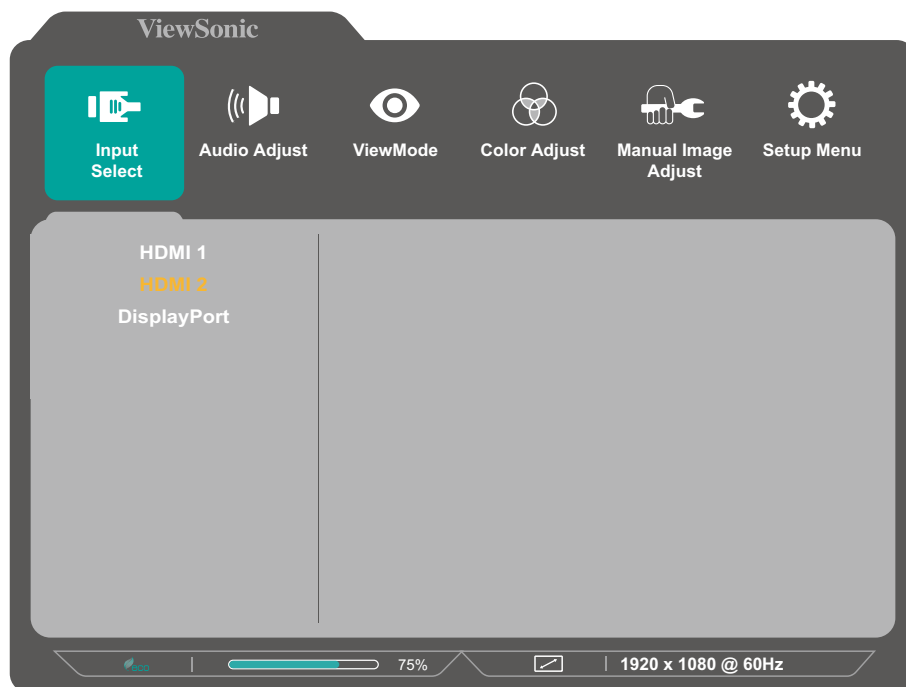 ViewSonic
Input
Select
Audio Adjust
ViewMode
Color Adjust
Manual Image
Adjust
Setup Menu
HDMI 1
HDMI 2
DisplayPort
eco
75%
1920 x 1080 @ 60Hz